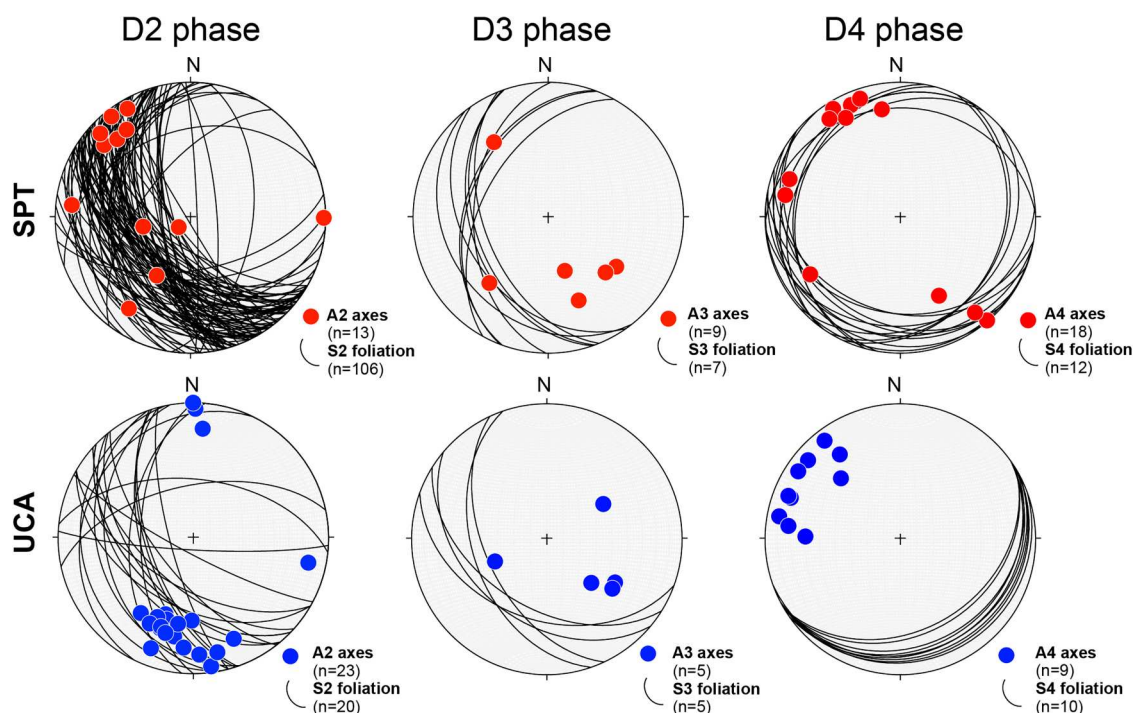 D2 phase
D3 phase
D4 phase
SPT
N
N
N
A2 axes
(n=13)
S2 foliation
(n=106)
A3 axes
(n=9)
S3 foliation
(n=7)
A4 axes
(n=18)
S4 foliation
(n=12)
UCA
N
N
N
A2 axes
(n=23)
S2 foliation
(n=20)
A3 axes
(n=5)
S3 foliation
(n=5)
A4 axes
(n=9)
S4 foliation
(n=10)